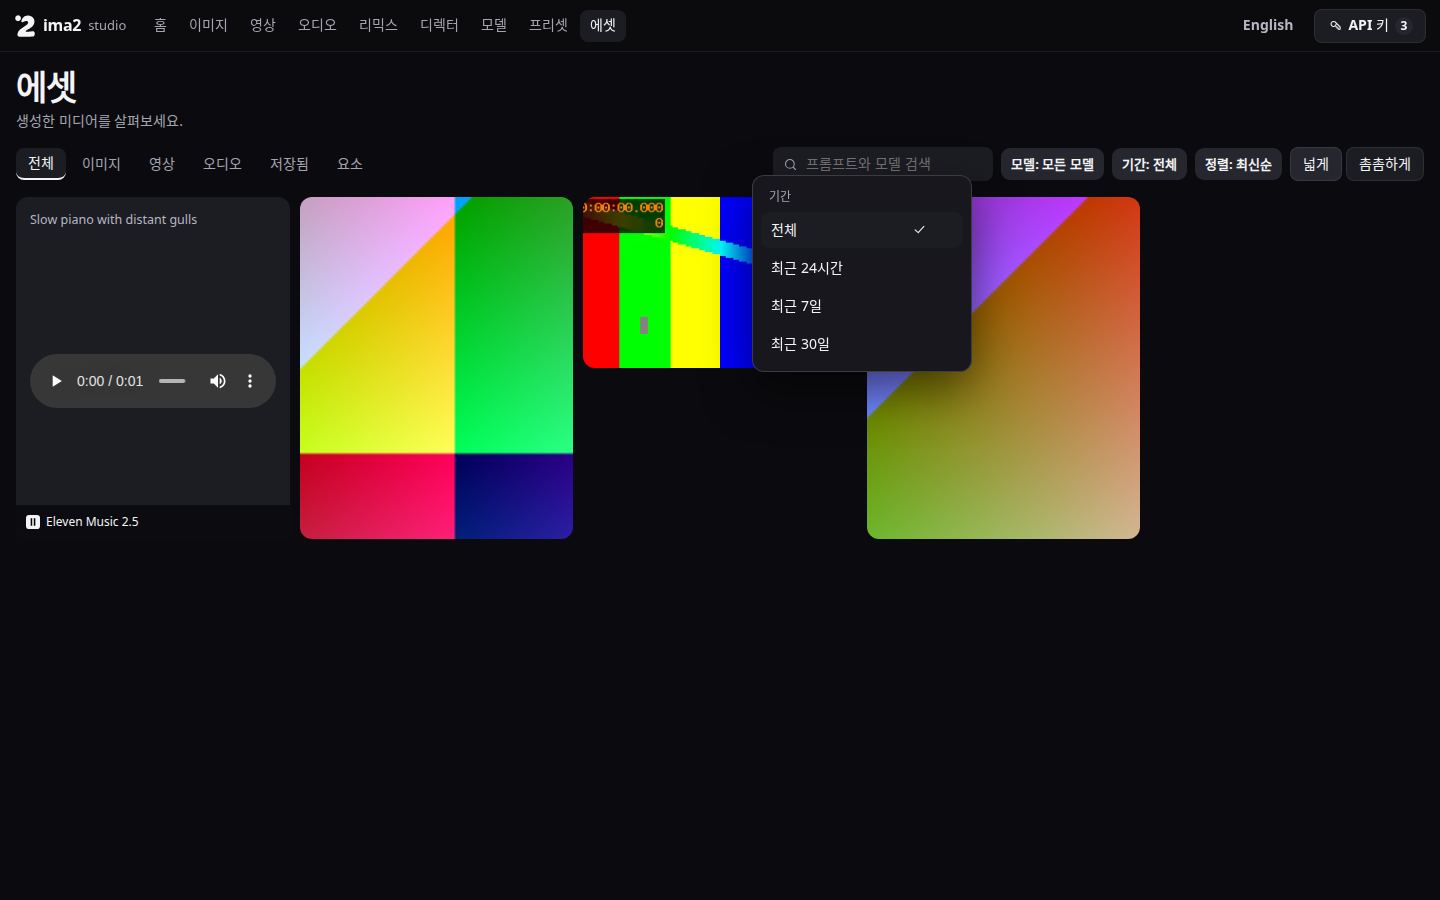 ima2 studio 홈 이미지 영상 오디오 리믹스 디렉터 모델 프리셋 에셋 English API 키 3
에셋
생성한 미디어를 살펴보세요.
전체 이미지 영상 오디오 저장됨 요소 프롬프트와 모델 검색 모델: 모든 모델 기간: 전체 정렬: 최신순 넓게 촘촘하게
기간
전체
최근 24시간
최근 7일
최근 30일
Slow piano with distant gulls
0:00 / 0:01
Eleven Music 2.5
0:00:00.000
0